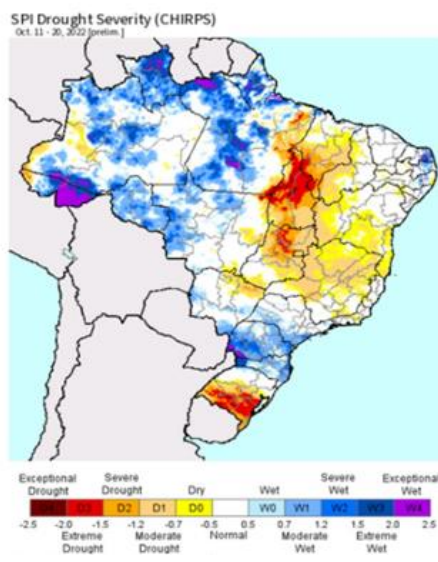 SPI Drought Severity (CHIRPS)
Oct. 11 - 20, 2022 [prelim.]
Exceptional Drought Severe Drought Dry Wet Severe Wet Exceptional Wet
D3 D2 D1 D0 W0 W1 W2 W3 W4
-2.5 -2.0 -1.5 -1.2 -0.7 -0.5 0.5 0.7 1.2 1.5 2.0 2.5
Extreme Drought Moderate Drought Normal Moderate Wet Extreme Wet